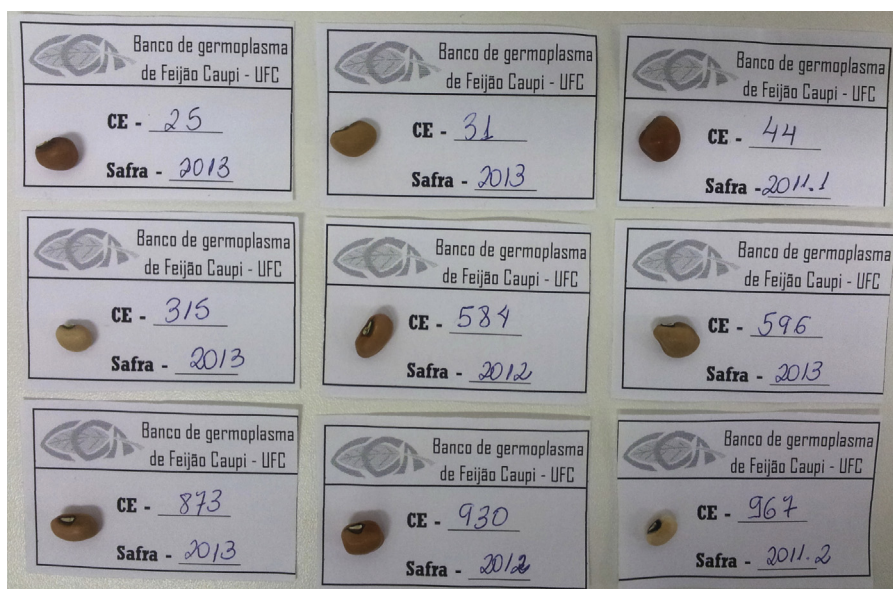 Banco de germoplasma
de Feijão Caupi - UFC
CE - 25
Safra - 2013
Banco de germoplasma
de Feijão Caupi - UFC
CE - 31
Safra - 2013
Banco de germoplasma
de Feijão Caupi - UFC
CE - 44
Safra - 2011.1
Banco de germoplasma
de Feijão Caupi - UFC
CE - 315
Safra - 2013
Banco de germoplasma
de Feijão Caupi - UFC
CE - 584
Safra - 2012
Banco de germoplasma
de Feijão Caupi - UFC
CE - 596
Safra - 2013
Banco de germoplasma
de Feijão Caupi - UFC
CE - 873
Safra - 2013
Banco de germoplasma
de Feijão Caupi - UFC
CE - 930
Safra - 2012
Banco de germoplasma
de Feijão Caupi - UFC
CE - 967
Safra - 2011.2